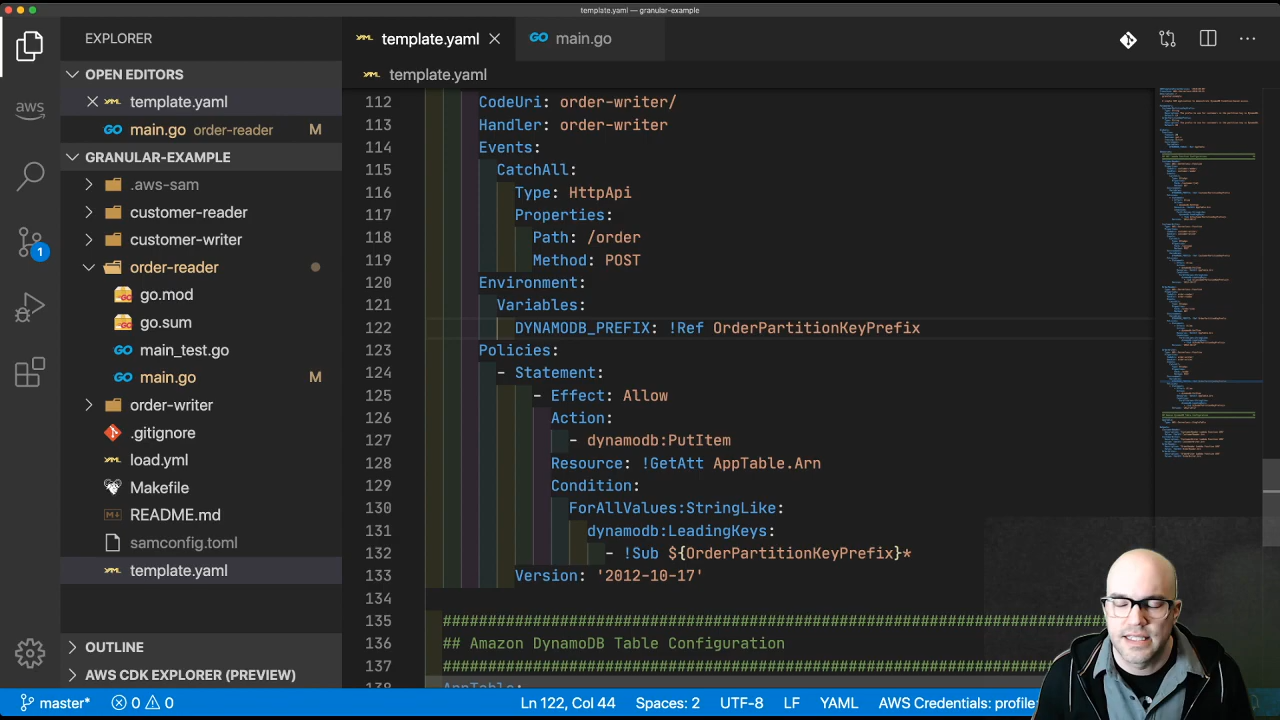 template.yaml — granular-example
EXPLORER
template.yaml
main.go
OPEN EDITORS
template.yaml
aws
template.yaml
main.go order-reader M
GRANULAR-EXAMPLE
.aws-sam
customer-reader
customer-writer
1
order-reader
go.mod
go.sum
main_test.go
main.go M
order-writer
.gitignore
load.yml
Makefile
README.md
samconfig.toml
template.yaml
OUTLINE
AWS CDK EXPLORER (PREVIEW)
112 CodeUri: order-writer/
113 Handler: order-writer
114 Events:
115 CatchAll:
116 Type: HttpApi
117 Properties:
118 Path: /order
119 Method: POST
120 Environment:
121 Variables:
122 DYNAMODB_PREFIX: !Ref OrderPartitionKeyPrefix
123 Policies:
124 - Statement:
125 - Effect: Allow
126 Action:
127 - dynamodb:PutItem
128 Resource: !GetAtt AppTable.Arn
129 Condition:
130 ForAllValues:StringLike:
131 dynamodb:LeadingKeys:
132 - !Sub ${OrderPartitionKeyPrefix}*
133 Version: '2012-10-17'
134
135 ##########################################################################
136 ## Amazon DynamoDB Table Configuration
137 ##########################################################################
138 AppTable:
master* 0 0 Ln 122, Col 44 Spaces: 2 UTF-8 LF YAML AWS Credentials: profile